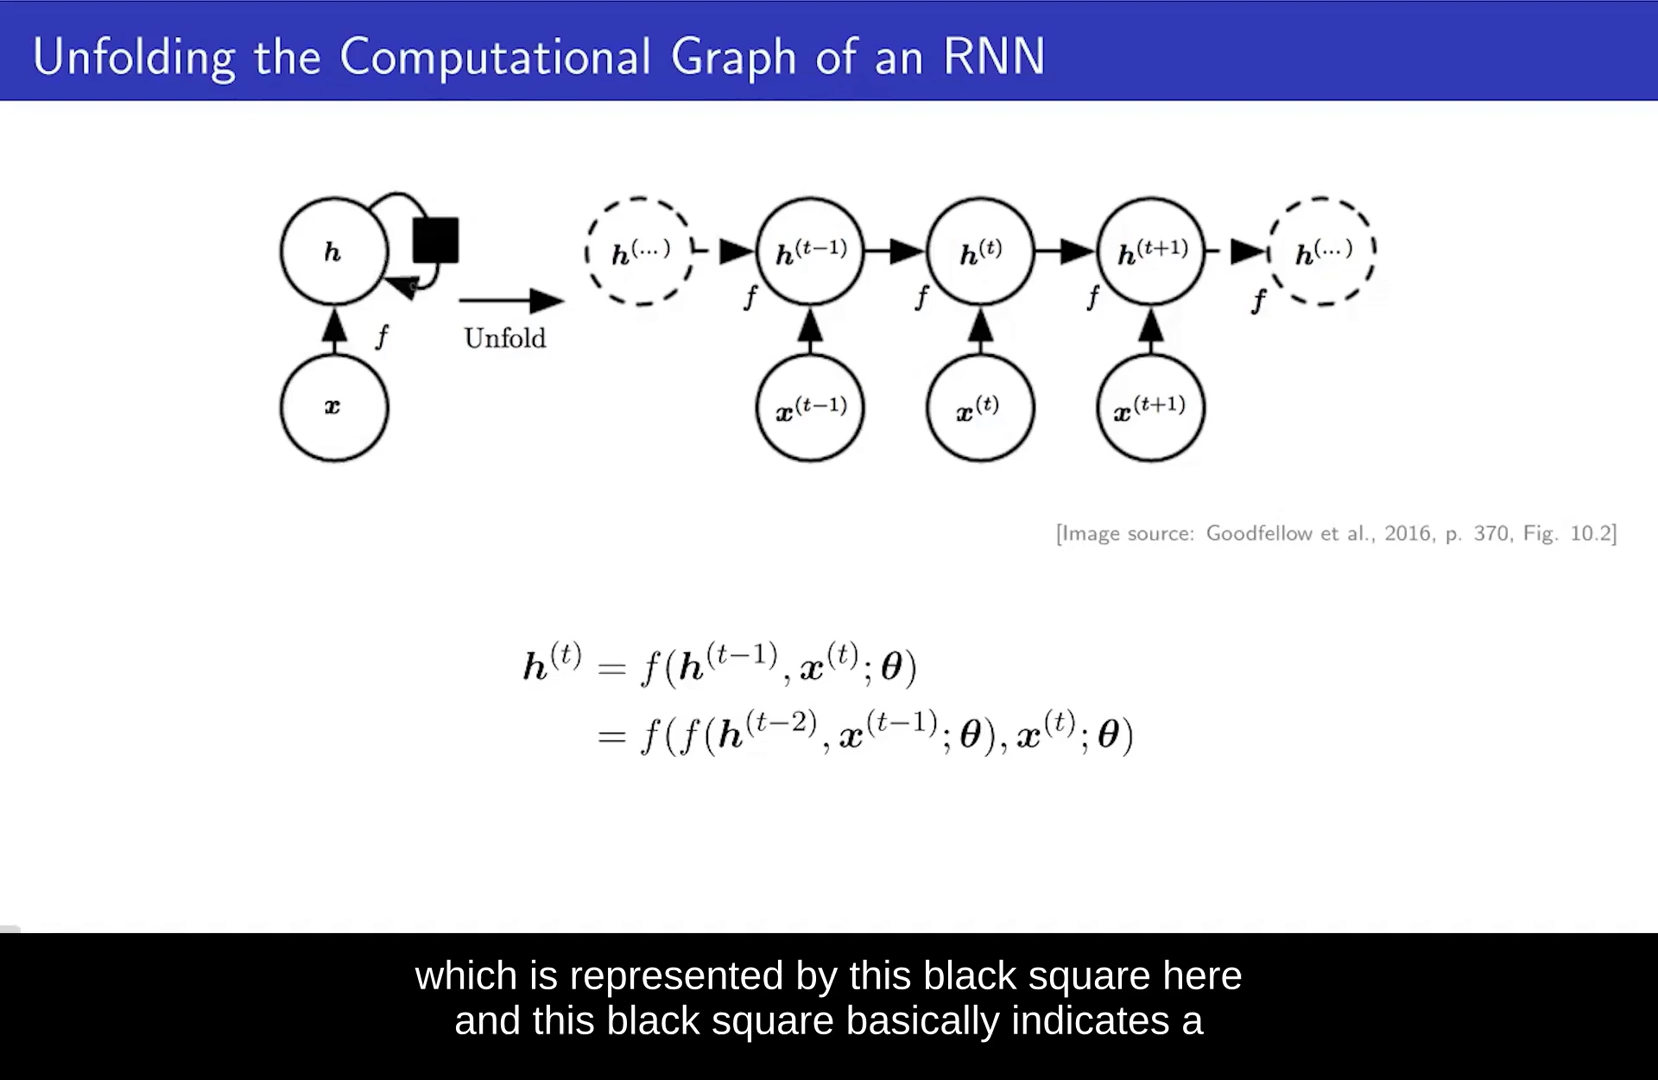 Unfolding the Computational Graph of an RNN
h f x
Unfold
h(...) h(t−1) h(t) h(t+1) h(...)
f f f f
x(t−1) x(t) x(t+1)
[Image source: Goodfellow et al., 2016, p. 370, Fig. 10.2]
h(t) = f(h(t−1), x(t); θ)
= f(f(h(t−2), x(t−1); θ), x(t); θ)
which is represented by this black square here
and this black square basically indicates a